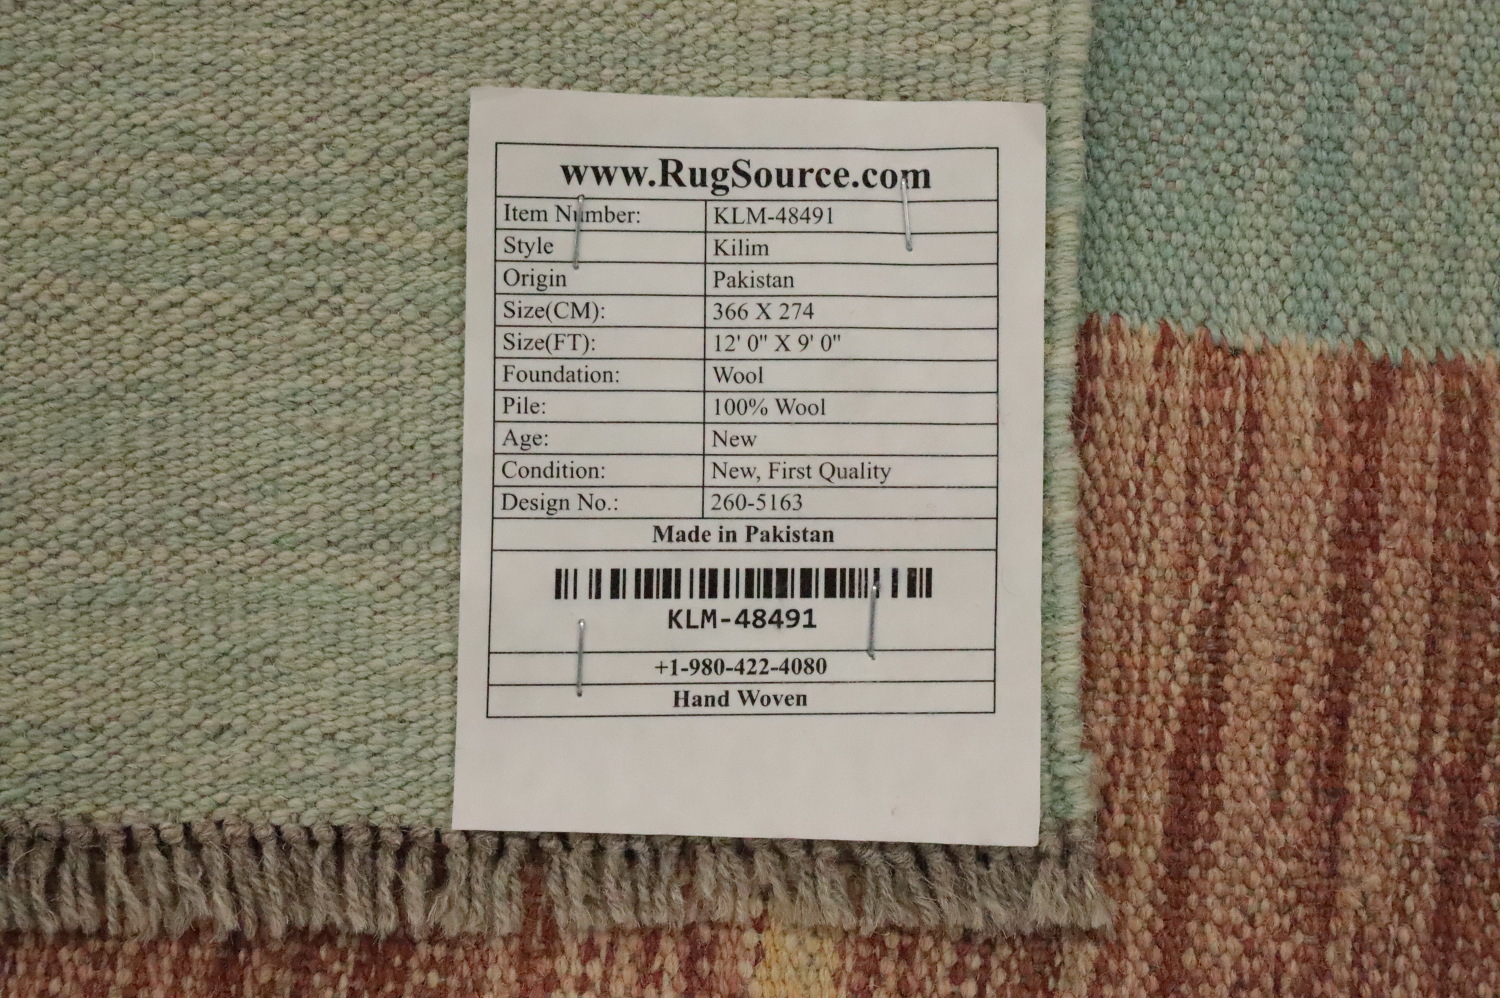 www.RugSource.com
Item Number: KLM-48491
Style Kilim
Origin Pakistan
Size(CM): 366 X 274
Size(FT): 12' 0" X 9' 0"
Foundation: Wool
Pile: 100% Wool
Age: New
Condition: New, First Quality
Design No.: 260-5163
Made in Pakistan
KLM-48491
+1-980-422-4080
Hand Woven